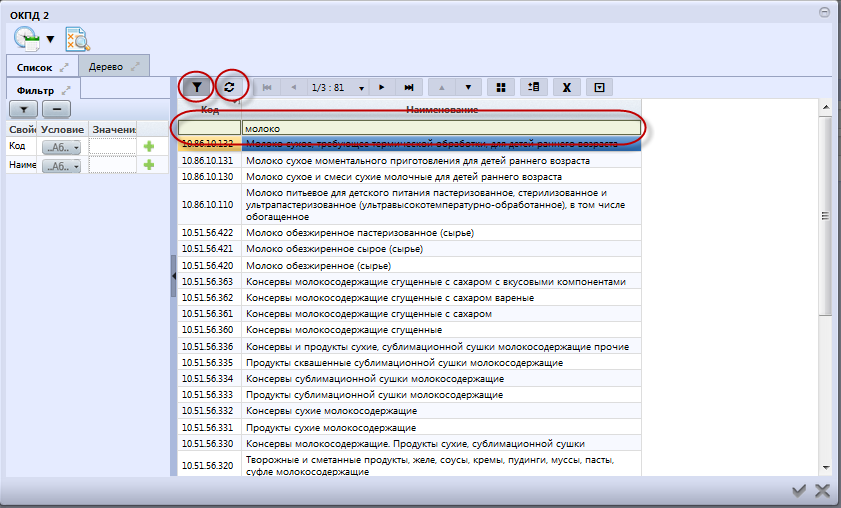 ОКПД 2
Список
Дерево
Фильтр
1/3 : 81
Свой Условие Значени
Код ..Аб..
Наиме ..Аб..
Код Наименование
молоко
10.86.10.132 Молоко сухое, требующее термической обработки, для детей раннего возраста
10.86.10.131 Молоко сухое моментального приготовления для детей раннего возраста
10.86.10.130 Молоко сухое и смеси сухие молочные для детей раннего возраста
10.86.10.110 Молоко питьевое для детского питания пастеризованное, стерилизованное и
ультрапастеризованное (ультравысокотемпературно-обработанное), в том числе
обогащенное
10.51.56.422 Молоко обезжиренное пастеризованное (сырье)
10.51.56.421 Молоко обезжиренное сырое (сырье)
10.51.56.420 Молоко обезжиренное (сырье)
10.51.56.363 Консервы молокосодержащие сгущенные с сахаром с вкусовыми компонентами
10.51.56.362 Консервы молокосодержащие сгущенные с сахаром вареные
10.51.56.361 Консервы молокосодержащие сгущенные с сахаром
10.51.56.360 Консервы молокосодержащие сгущенные
10.51.56.336 Консервы и продукты сухие, сублимационной сушки молокосодержащие прочие
10.51.56.335 Продукты сквашенные сублимационной сушки молокосодержащие
10.51.56.334 Консервы сублимационной сушки молокосодержащие
10.51.56.333 Продукты сублимационной сушки молокосодержащие
10.51.56.332 Консервы сухие молокосодержащие
10.51.56.331 Продукты сухие молокосодержащие
10.51.56.330 Консервы молокосодержащие. Продукты сухие, сублимационной сушки
10.51.56.320 Творожные и сметанные продукты, желе, соусы, кремы, пудинги, муссы, пасты,
суфле молокосодержащие